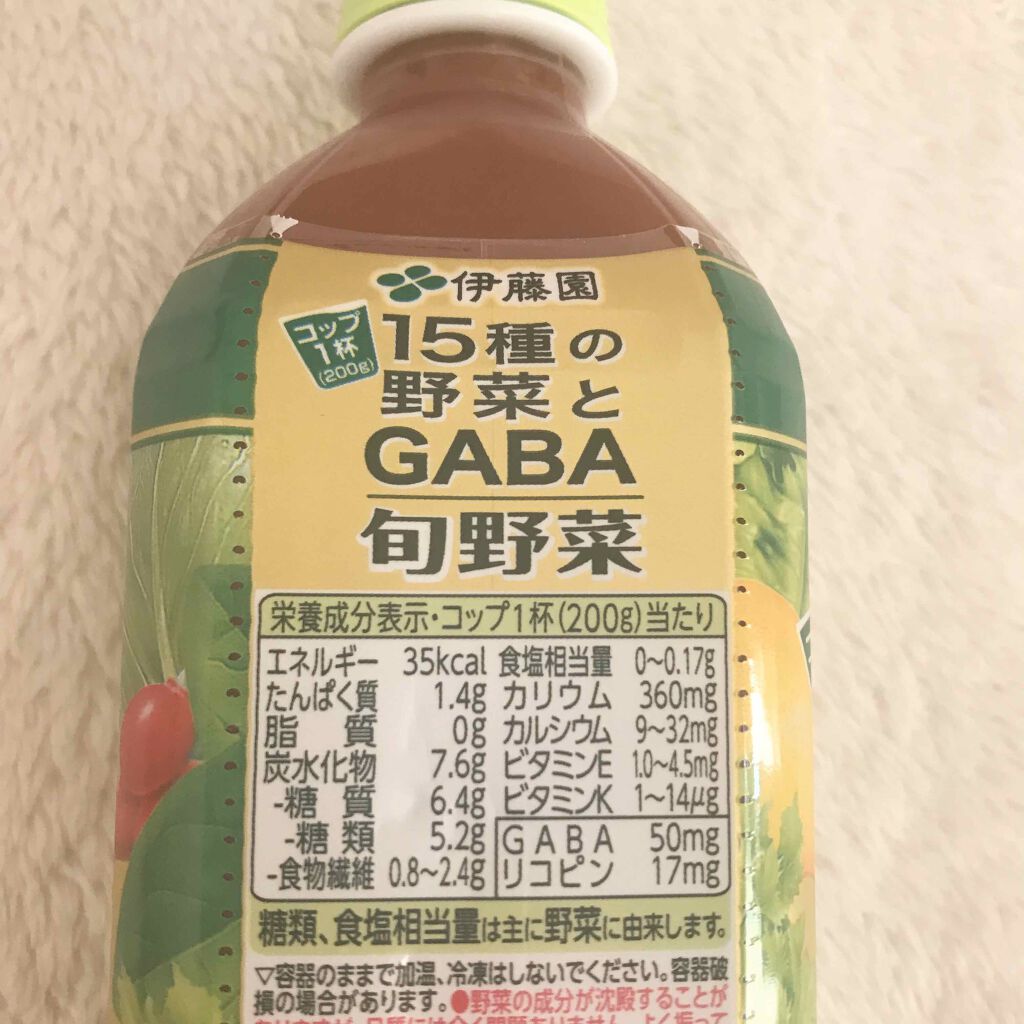 伊藤園
コップ
1杯
(200g)
15種の
野菜と
GABA
旬野菜
栄養成分表示・コップ1杯(200g)当たり
エネルギー 35kcal 食塩相当量 0〜0.17g
たんぱく質 1.4g カリウム 360mg
脂質 0g カルシウム 9〜32mg
炭水化物 7.6g ビタミンE 1.0〜4.5mg
-糖質 6.4g ビタミンK 1〜14μg
-糖類 5.2g GABA 50mg
-食物繊維 0.8〜2.4g リコピン 17mg
糖類、食塩相当量は主に野菜に由来します。
▽容器のままで加温、冷凍はしないでください。容器破
損の場合があります。●野菜の成分が沈殿することが